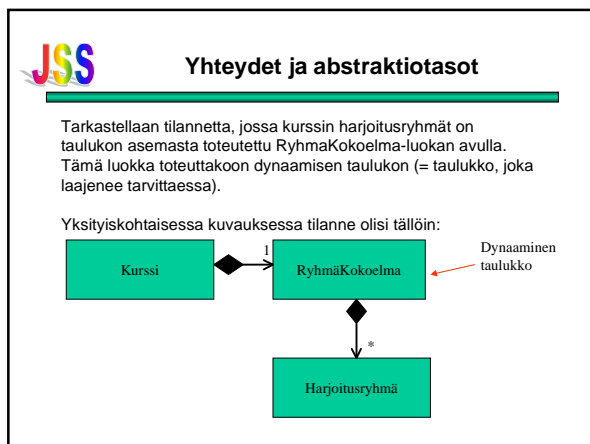 JSS
Yhteydet ja abstraktiotasot
Tarkastellaan tilannetta, jossa kurssin harjoitusryhmät on
taulukon asemasta toteutettu RyhmaKokoelma-luokan avulla.
Tämä luokka toteuttakoon dynaamisen taulukon (= taulukko, joka
laajenee tarvittaessa).
Yksityiskohtaisessa kuvauksessa tilanne olisi tällöin:
Kurssi
1
RyhmäKokoelma
Dynaaminen
taulukko
*
Harjoitusryhmä